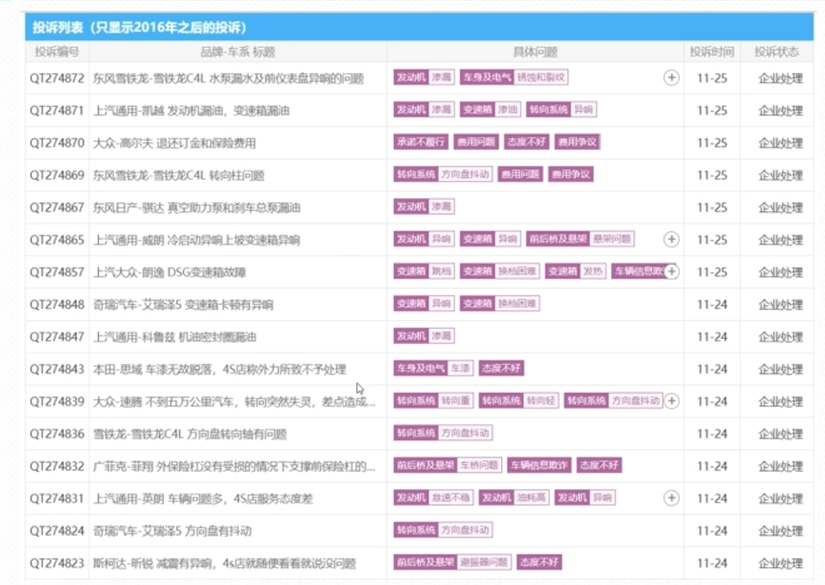 投诉列表（只显示2016年之后的投诉）
投诉编号 品牌-车系 标题 具体问题 投诉时间 投诉状态
QT274872 东风雪铁龙-雪铁龙C4L 水泵漏水及前仪表盘异响的问题 发动机 渗漏 车身及电气 锈蚀和裂纹 11-25 企业处理
QT274871 上汽通用-凯越 发动机漏油，变速箱漏油 发动机 渗漏 变速箱 渗油 转向系统 异响 11-25 企业处理
QT274870 大众-高尔夫 退还订金和保险费用 承诺不履行 费用问题 态度不好 费用争议 11-25 企业处理
QT274869 东风雪铁龙-雪铁龙C4L 转向柱问题 转向系统 方向盘抖动 费用问题 费用争议 11-25 企业处理
QT274867 东风日产-骐达 真空助力泵和刹车总泵漏油 发动机 渗漏 11-25 企业处理
QT274865 上汽通用-威朗 冷启动异响上坡变速箱异响 发动机 异响 变速箱 异响 前后桥及悬架 悬架问题 11-25 企业处理
QT274857 上汽大众-朗逸 DSG变速箱故障 变速箱 跳档 变速箱 换档困难 变速箱 发热 车辆信息欺 11-25 企业处理
QT274848 奇瑞汽车-艾瑞泽5 变速箱卡顿有异响 变速箱 异响 变速箱 换档困难 11-24 企业处理
QT274847 上汽通用-科鲁兹 机油密封圈漏油 发动机 渗漏 11-24 企业处理
QT274843 本田-思域 车漆无故脱落，4S店称外力所致不予处理 车身及电气 车漆 态度不好 11-24 企业处理
QT274839 大众-速腾 不到五万公里汽车，转向突然失灵，差点造成... 转向系统 转向重 转向系统 转向轻 转向系统 方向盘抖动 11-24 企业处理
QT274836 雪铁龙-雪铁龙C4L 方向盘转向轴有问题 转向系统 方向盘抖动 11-24 企业处理
QT274832 广菲克-菲翔 外保险杠没有受损的情况下支撑前保险杠的... 前后桥及悬架 车桥问题 车辆信息欺诈 态度不好 11-24 企业处理
QT274831 上汽通用-英朗 车辆问题多，4S店服务态度差 发动机 怠速不稳 发动机 油耗高 发动机 异响 11-24 企业处理
QT274824 奇瑞汽车-艾瑞泽5 方向盘有抖动 转向系统 方向盘抖动 11-24 企业处理
QT274823 斯柯达-昕锐 减震有异响，4s店就随便看看就说没问题 前后桥及悬架 避振器问题 态度不好 11-24 企业处理